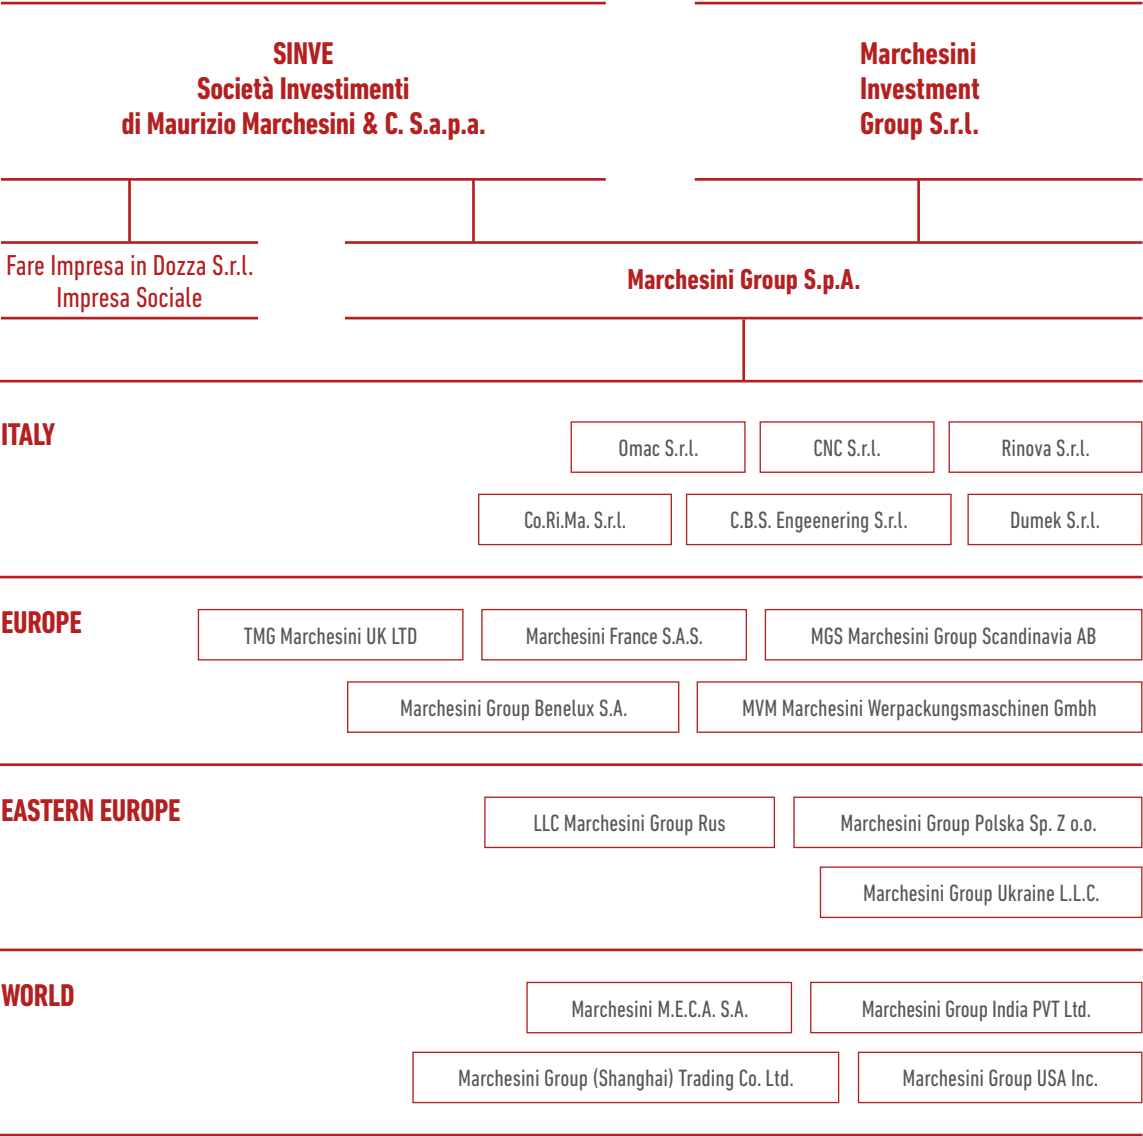 SINVE
Società Investimenti
di Maurizio Marchesini & C. S.a.p.a.
Marchesini
Investment
Group S.r.l.
Fare Impresa in Dozza S.r.l.
Impresa Sociale
Marchesini Group S.p.A.
ITALY
Omac S.r.l.
CNC S.r.l.
Rinova S.r.l.
Co.Ri.Ma. S.r.l.
C.B.S. Engeenering S.r.l.
Dumek S.r.l.
EUROPE
TMG Marchesini UK LTD
Marchesini France S.A.S.
MGS Marchesini Group Scandinavia AB
Marchesini Group Benelux S.A.
MVM Marchesini Werpackungsmaschinen Gmbh
EASTERN EUROPE
LLC Marchesini Group Rus
Marchesini Group Polska Sp. Z o.o.
Marchesini Group Ukraine L.L.C.
WORLD
Marchesini M.E.C.A. S.A.
Marchesini Group India PVT Ltd.
Marchesini Group (Shanghai) Trading Co. Ltd.
Marchesini Group USA Inc.